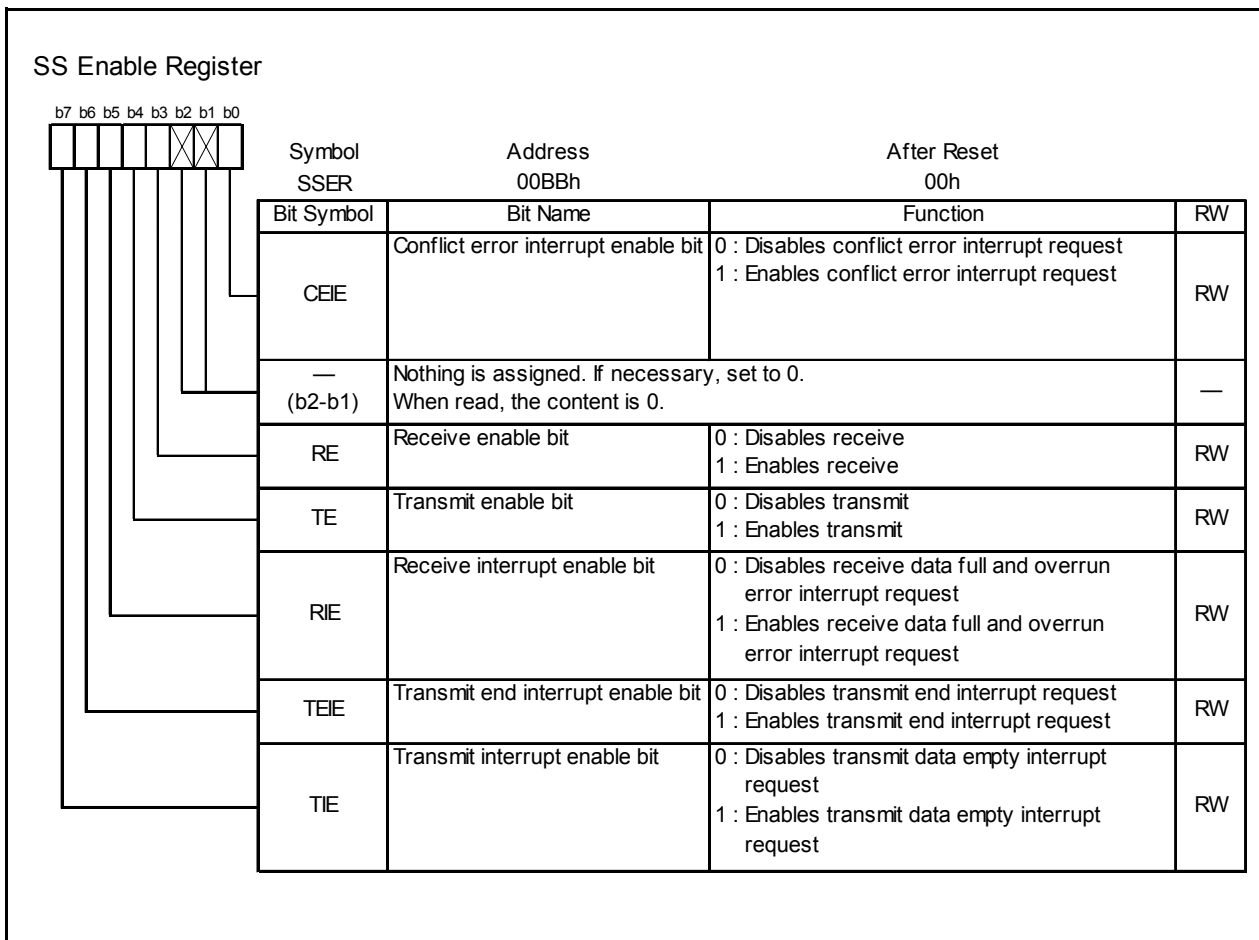 SS Enable Register
b7 b6 b5 b4 b3 b2 b1 b0
Symbol Address After Reset
SSER 00BBh 00h
Bit Symbol Bit Name Function RW
CEIE Conflict error interrupt enable bit 0 : Disables conflict error interrupt request
1 : Enables conflict error interrupt request RW
—
(b2-b1) Nothing is assigned. If necessary, set to 0.
When read, the content is 0. —
RE Receive enable bit 0 : Disables receive
1 : Enables receive RW
TE Transmit enable bit 0 : Disables transmit
1 : Enables transmit RW
RIE Receive interrupt enable bit 0 : Disables receive data full and overrun
error interrupt request
1 : Enables receive data full and overrun
error interrupt request RW
TEIE Transmit end interrupt enable bit 0 : Disables transmit end interrupt request
1 : Enables transmit end interrupt request RW
TIE Transmit interrupt enable bit 0 : Disables transmit data empty interrupt
request
1 : Enables transmit data empty interrupt
request RW